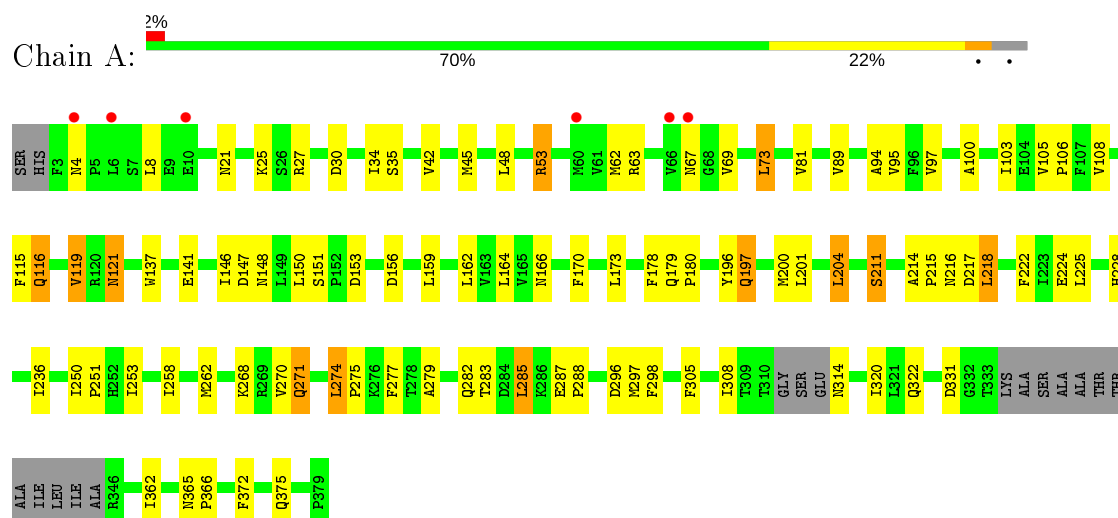 2%
Chain A:
70% 22% • •
SER HIS F3 N4 P5 L6 S7 L8 E9 E10 N21 K25 S26 R27 D30 I34 S35 V42 M45 L48 R53 M60 V61 M62 R63 V66 N67 G68 V69 L73 V81 V89 A94 V95 F96 V97 A100 I103 E104 V105 P106 F107 V108
F115 Q116 V119 R120 N121 W137 E141 I146 D147 N148 L149 L150 S151 P152 D153 D156 L159 L162 V163 L164 V165 N166 F170 L173 F178 Q179 P180 Y196 Q197 M200 L201 L204 S211 A214 P215 N216 D217 L218 F222 I223 E224 L225 H228
I236 I250 P251 H252 I253 I258 M262 K268 R269 V270 Q271 L274 P275 K276 F277 T278 A279 Q282 T283 D284 L285 K286 E287 P288 D296 M297 F298 F305 I308 T309 T310 GLY SER GLU N314 I320 L321 Q322 D331 G332 T333 LYS ALA SER ALA ALA THR THR
ALA ILE LEU ILE ALA R346 I362 N365 P366 F372 Q375 P379